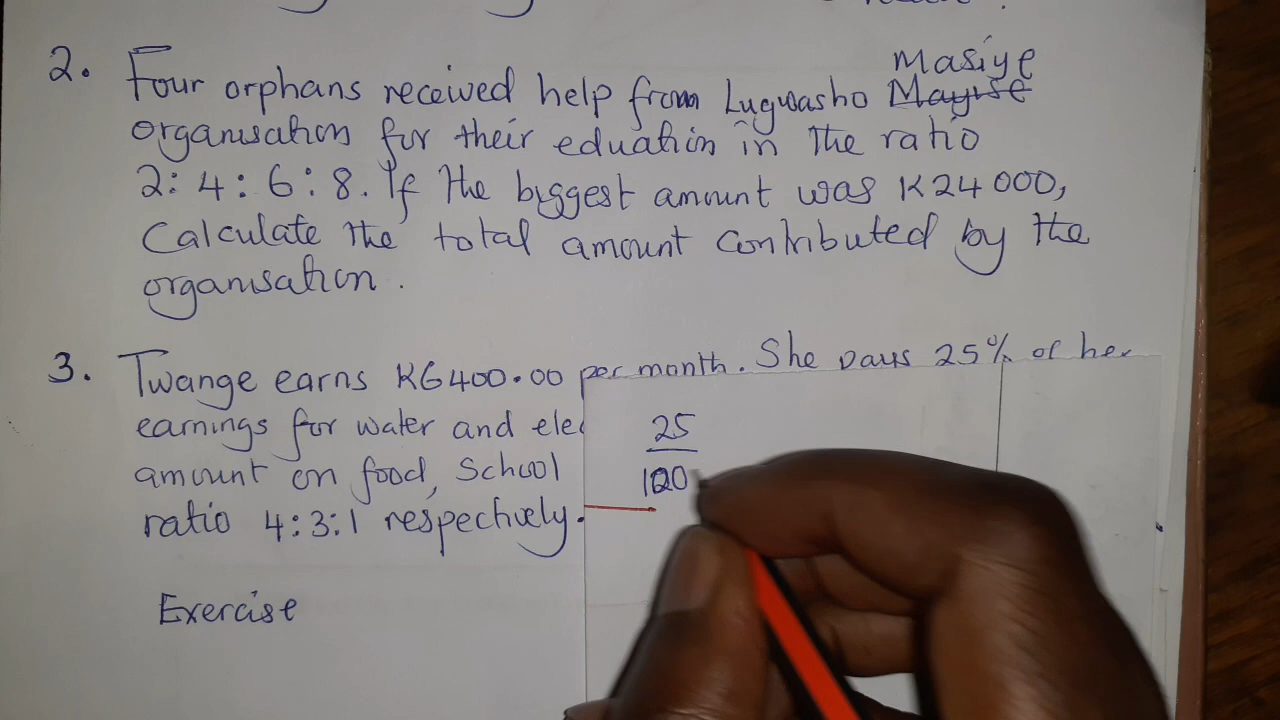 2.
Masiye
Four orphans received help from Lugwasho Mayise
organisation for their eduation in the ratio
2:4:6:8. If the biggest amount was K24 000,
Calculate the total amount contributed by the
organisation.
3. Twange earns K6400.00 per month. She pays 25% of her
earnings for water and elec
amount on food, School
ratio 4:3:1 respectively.
25
100
Exercise